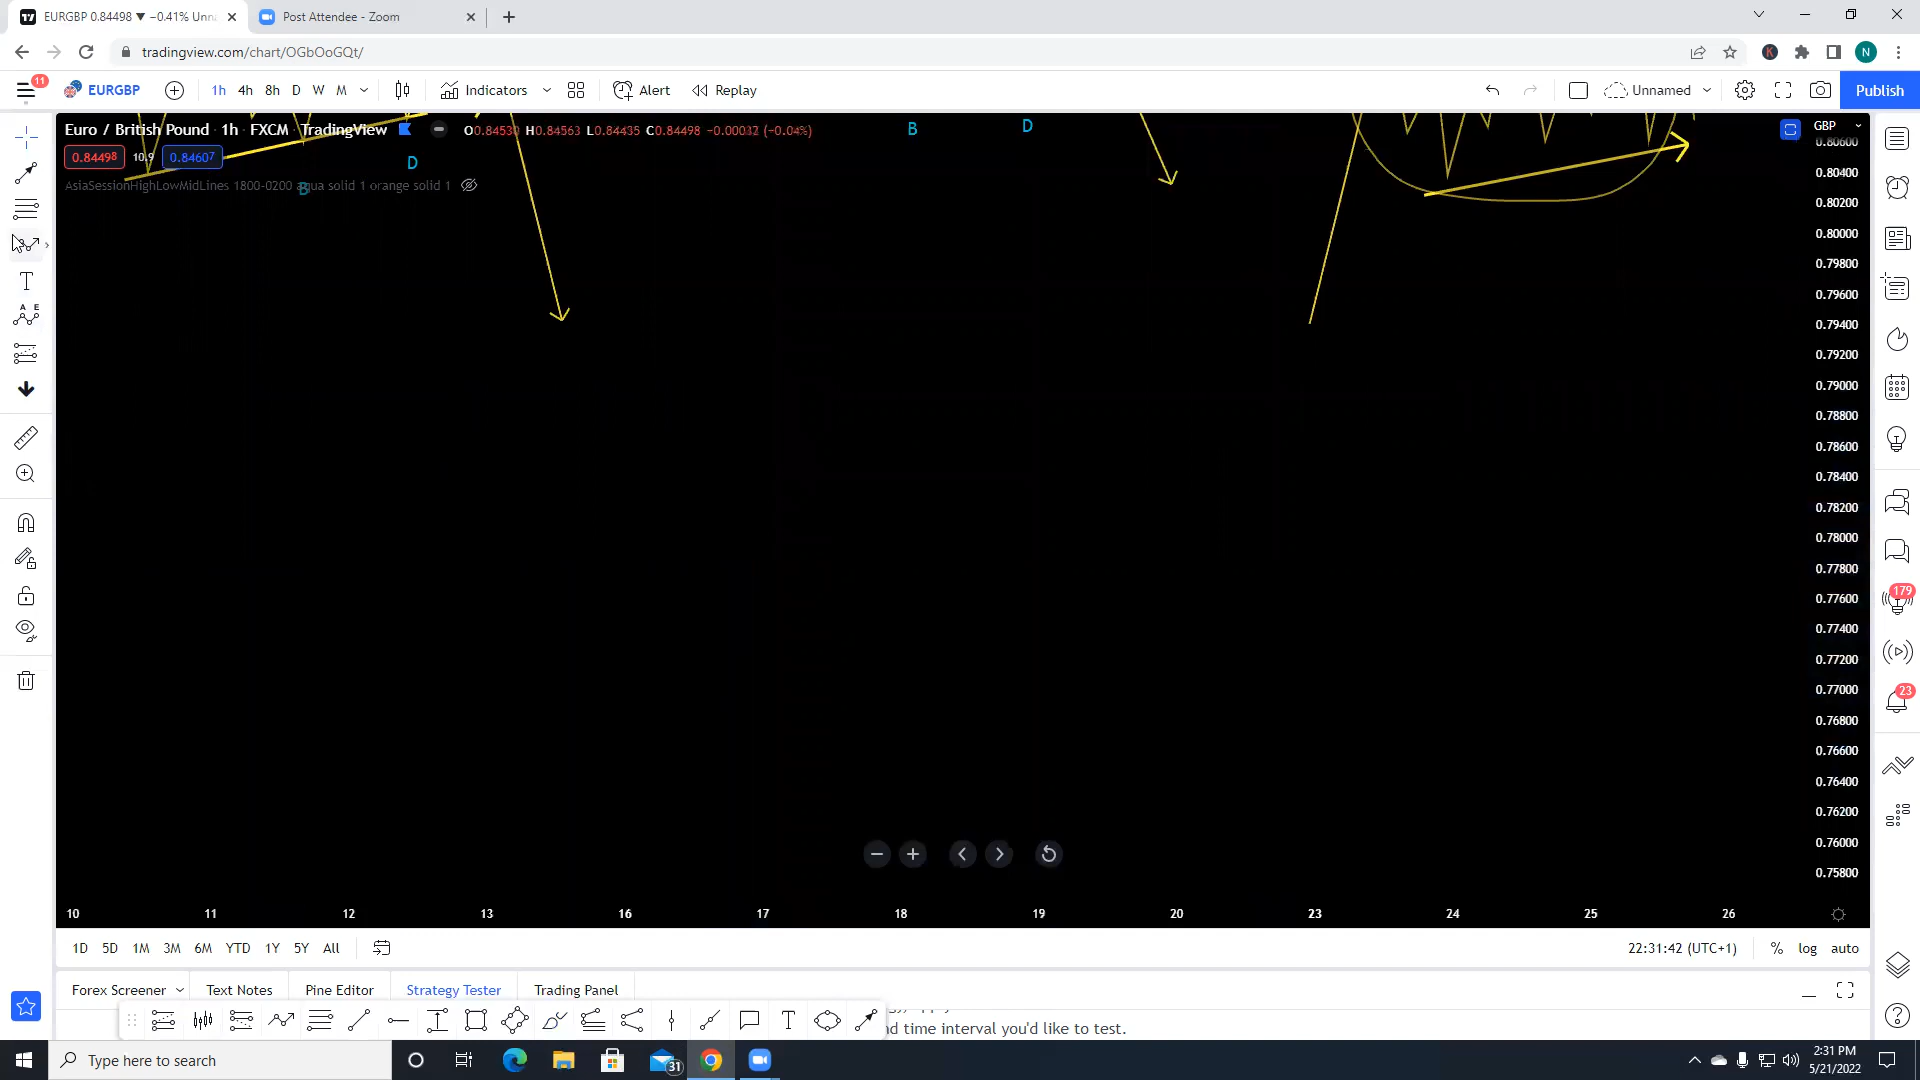 EURGBP 0.84498 ▼ −0.41% Unn
Post Attendee - Zoom
tradingview.com/chart/OGbOoGQt/
N
11
EURGBP
1h 4h 8h D W M
Indicators
Alert
Replay
Unnamed
Publish
Euro / British Pound · 1h · FXCM · TradingView
O0.84530 H0.84563 L0.84435 C0.84498 −0.00032 (−0.04%)
B
D
GBP
0.84498
10.9
0.84607
D
AsiaSessionHighLowMidLines 1800-0200 aqua solid 1 orange solid 1
B
0.80600
0.80400
0.80200
0.80000
0.79800
0.79600
0.79400
0.79200
0.79000
0.78800
0.78600
0.78400
0.78200
0.78000
0.77800
0.77600
0.77400
0.77200
0.77000
0.76800
0.76600
0.76400
0.76200
0.76000
0.75800
179
23
10 11 12 13 16 17 18 19 20 23 24 25 26
1D 5D 1M 3M 6M YTD 1Y 5Y All
22:31:42 (UTC+1)
% log auto
Forex Screener
Text Notes
Pine Editor
Strategy Tester
Trading Panel
nd time interval you'd like to test.
Type here to search
31
2:31 PM
5/21/2022